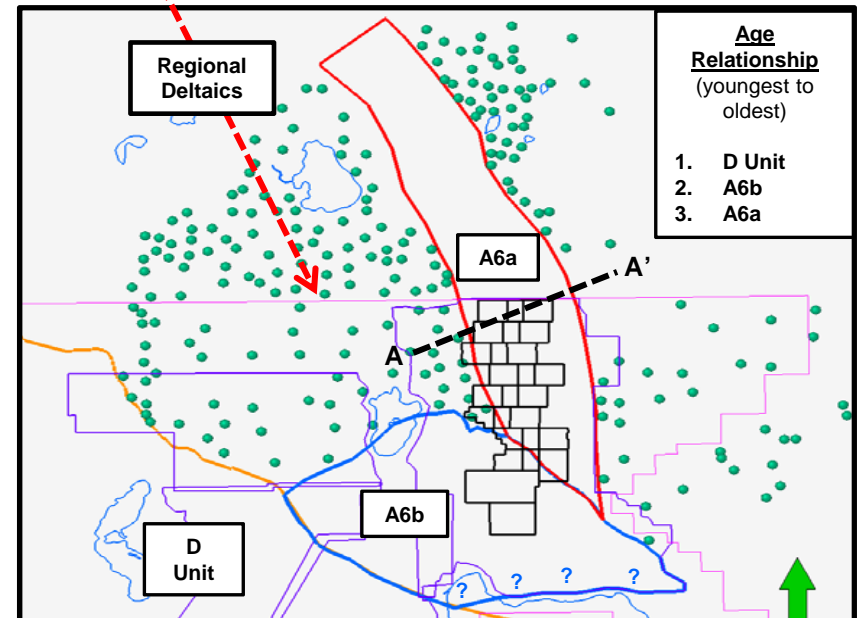 Regional
Deltaics
Age
Relationship
(youngest to
oldest)
1. D Unit
2. A6b
3. A6a
A6a
A'
A
A6b
D
Unit
? ? ? ?